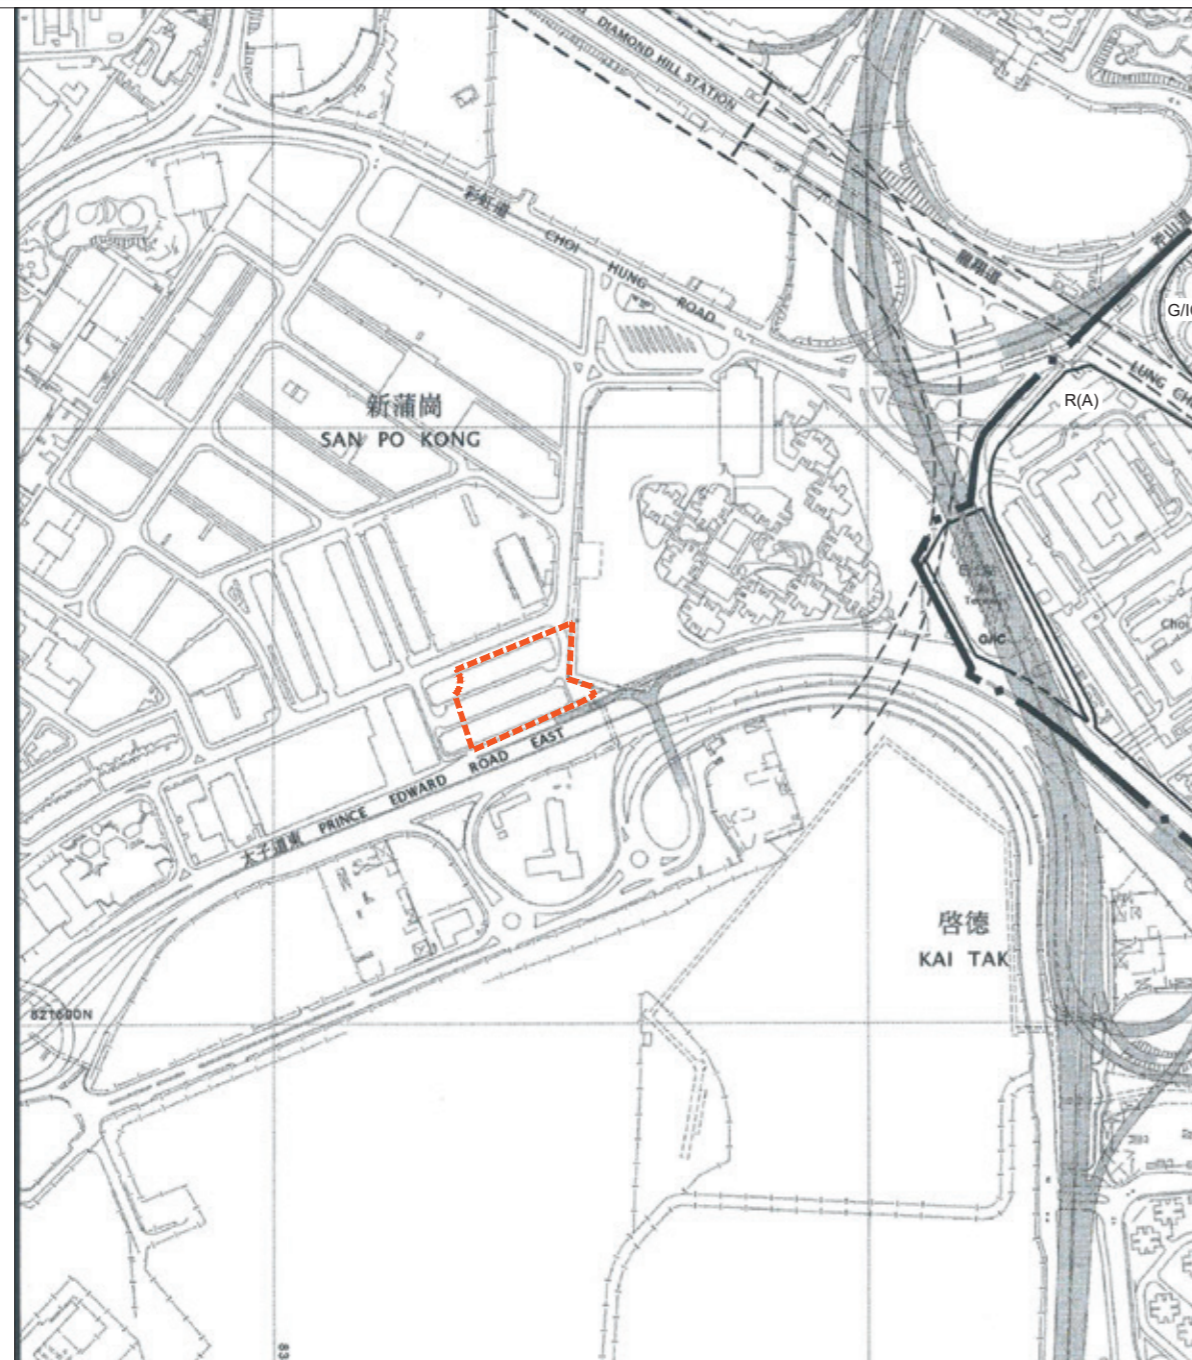 DIAMOND HILL STATION
彩虹道 CHOI HUNG ROAD
龍翔道
LUNG CH
G/IC
R(A)
新蒲崗
SAN PO KONG
G/IC
Choi
太子道東 PRINCE EDWARD ROAD EAST
啓德
KAI TAK
821600N
83